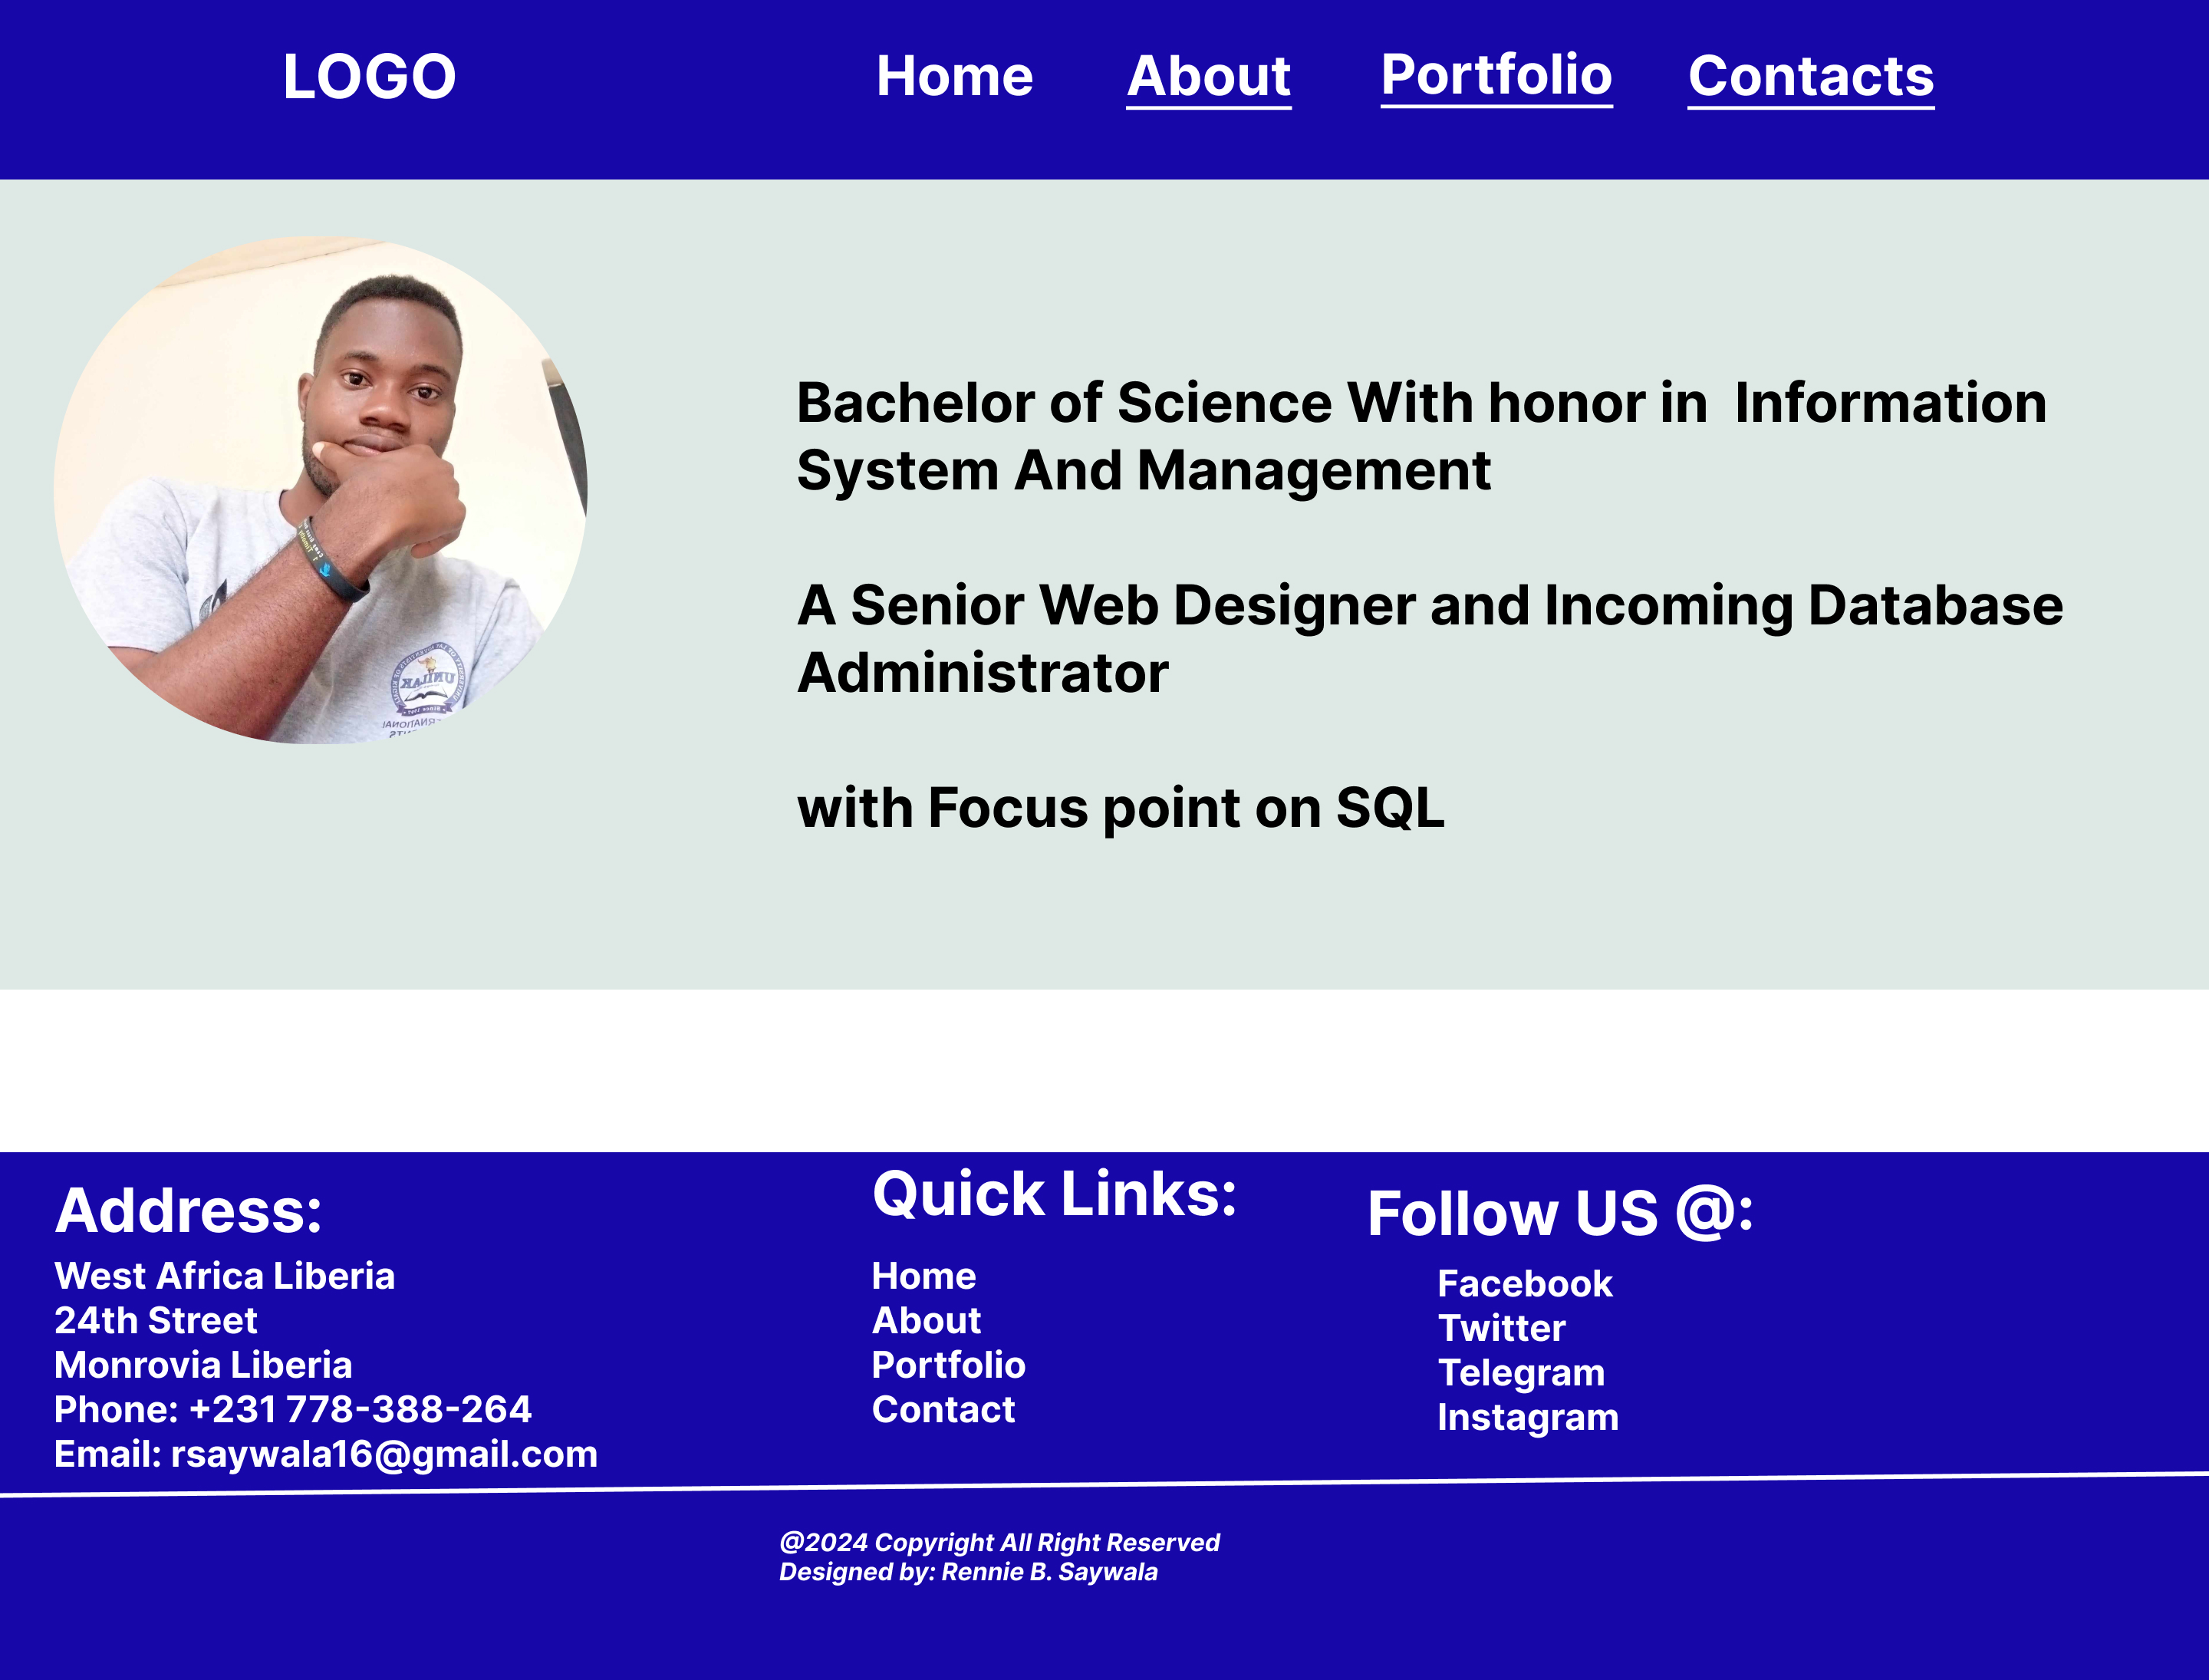 LOGO
Home About Portfolio Contacts
Bachelor of Science With honor in  Information
System And Management
A Senior Web Designer and Incoming Database
Administrator
with Focus point on SQL
UNILAK
Address:
West Africa Liberia
24th Street
Monrovia Liberia
Phone: +231 778-388-264
Email: rsaywala16@gmail.com
Quick Links:
Home
About
Portfolio
Contact
Follow US @:
Facebook
Twitter
Telegram
Instagram
@2024 Copyright All Right Reserved
Designed by: Rennie B. Saywala